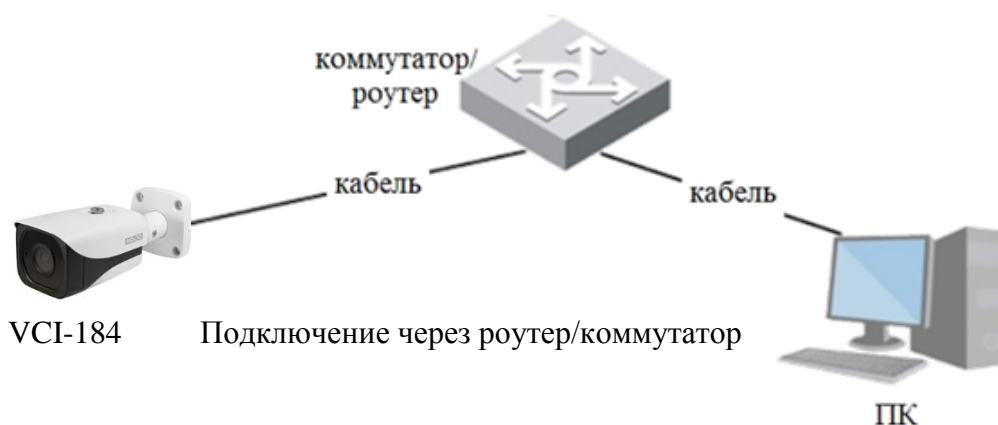 коммутатор/
роутер
кабель
кабель
VCI-184
Подключение через роутер/коммутатор
ПК